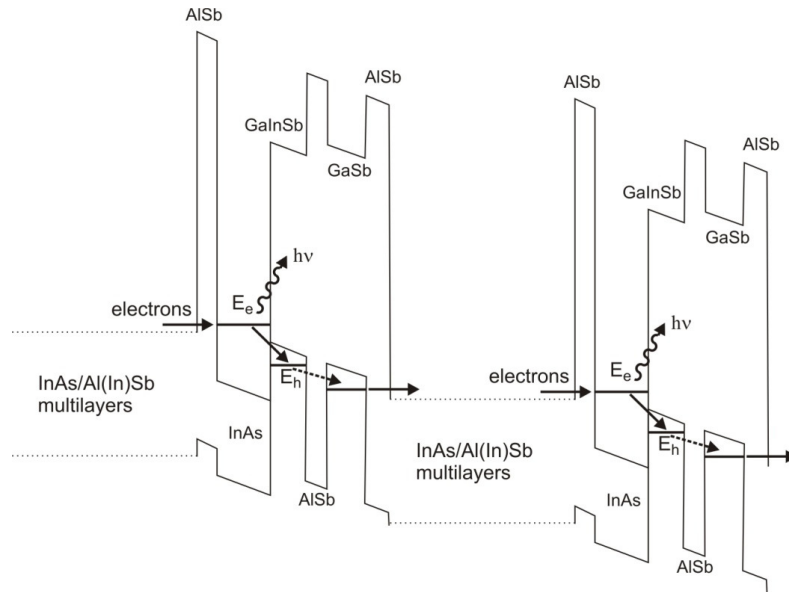 AlSb
AlSb
GaInSb
GaSb
hν
electrons
Ee
Eh
InAs/Al(In)Sb
multilayers
InAs
AlSb
AlSb
AlSb
GaInSb
GaSb
hν
electrons
Ee
Eh
InAs/Al(In)Sb
multilayers
InAs
AlSb